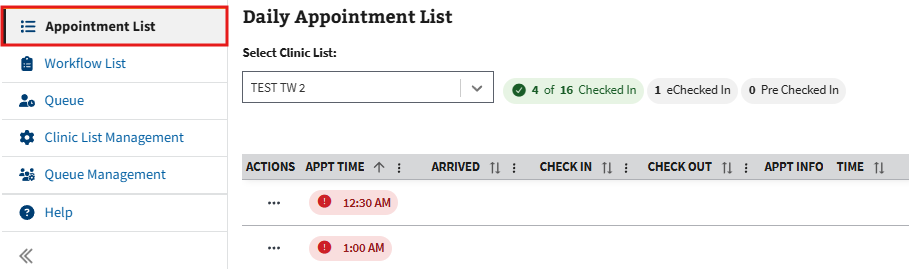 Appointment List
Workflow List
Queue
Clinic List Management
Queue Management
Help
Daily Appointment List
Select Clinic List:
TEST TW 2
4 of 16 Checked In
1 eChecked In
0 Pre Checked In
ACTIONS APPT TIME ARRIVED CHECK IN CHECK OUT APPT INFO TIME
12:30 AM
1:00 AM